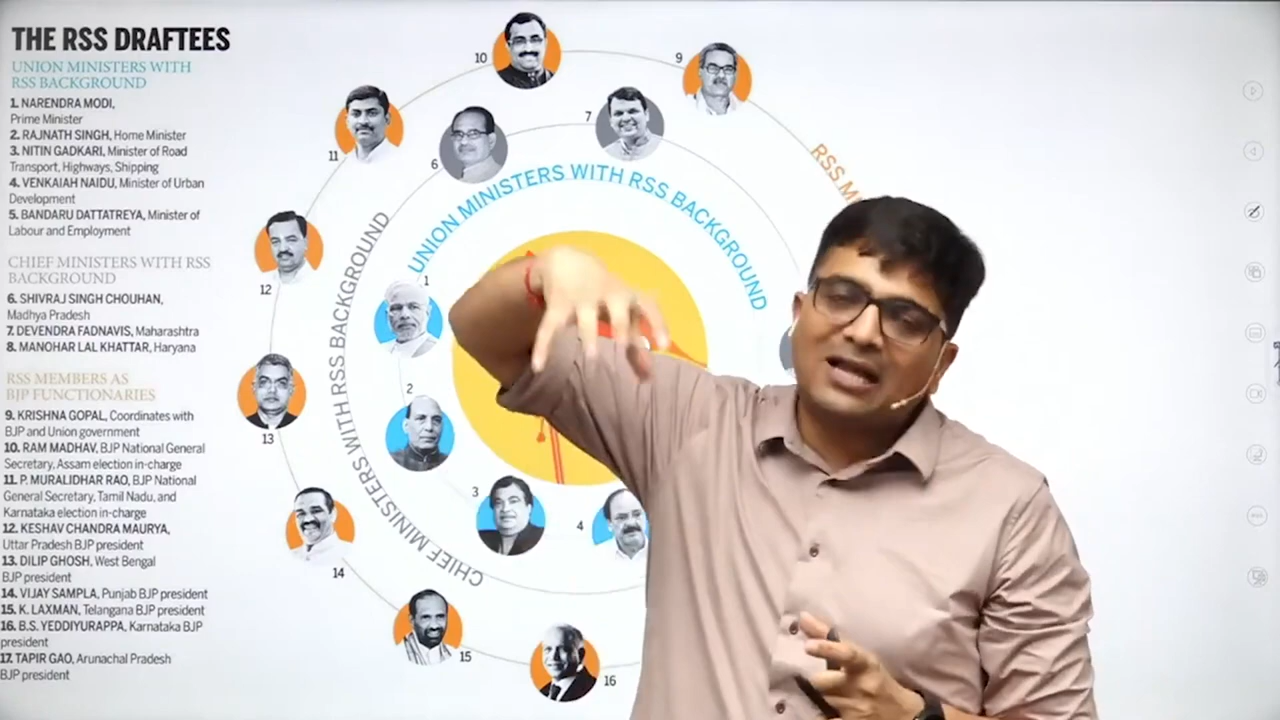 THE RSS DRAFTEES
UNION MINISTERS WITH
RSS BACKGROUND
1. NARENDRA MODI,
Prime Minister
2. RAJNATH SINGH, Home Minister
3. NITIN GADKARI, Minister of Road
Transport, Highways, Shipping
4. VENKAIAH NAIDU, Minister of Urban
Development
5. BANDARU DATTATREYA, Minister of
Labour and Employment
CHIEF MINISTERS WITH RSS
BACKGROUND
6. SHIVRAJ SINGH CHOUHAN,
Madhya Pradesh
7. DEVENDRA FADNAVIS, Maharashtra
8. MANOHAR LAL KHATTAR, Haryana
RSS MEMBERS AS
BJP FUNCTIONARIES
9. KRISHNA GOPAL, Coordinates with
BJP and Union government
10. RAM MADHAV, BJP National General
Secretary, Assam election in-charge
11. P. MURALIDHAR RAO, BJP National
General Secretary, Tamil Nadu, and
Karnataka election in-charge
12. KESHAV CHANDRA MAURYA,
Uttar Pradesh BJP president
13. DILIP GHOSH, West Bengal
BJP president
14. VIJAY SAMPLA, Punjab BJP president
15. K. LAXMAN, Telangana BJP president
16. B.S. YEDDIYURAPPA, Karnataka BJP
president
17. TAPIR GAO, Arunachal Pradesh
BJP president
10
9
11
7
6
12
13
14
15
16
RSS M
CHIEF MINISTERS WITH RSS BACKGROUND
UNION MINISTERS WITH RSS BACKGROUND
1
2
3
4